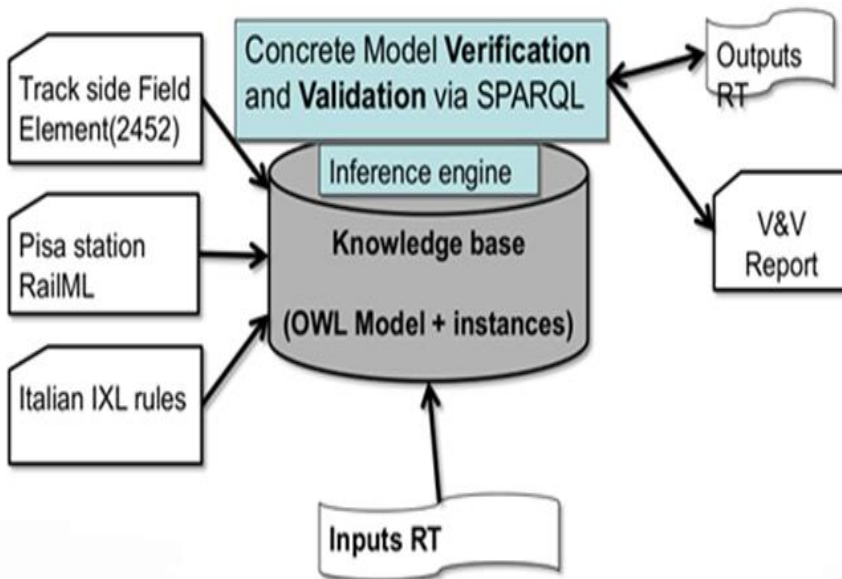 Track side Field
Element(2452)
Pisa station
RailML
Italian IXL rules
Concrete Model Verification
and Validation via SPARQL
Inference engine
Knowledge base
(OWL Model + instances)
Inputs RT
Outputs
RT
V&V
Report